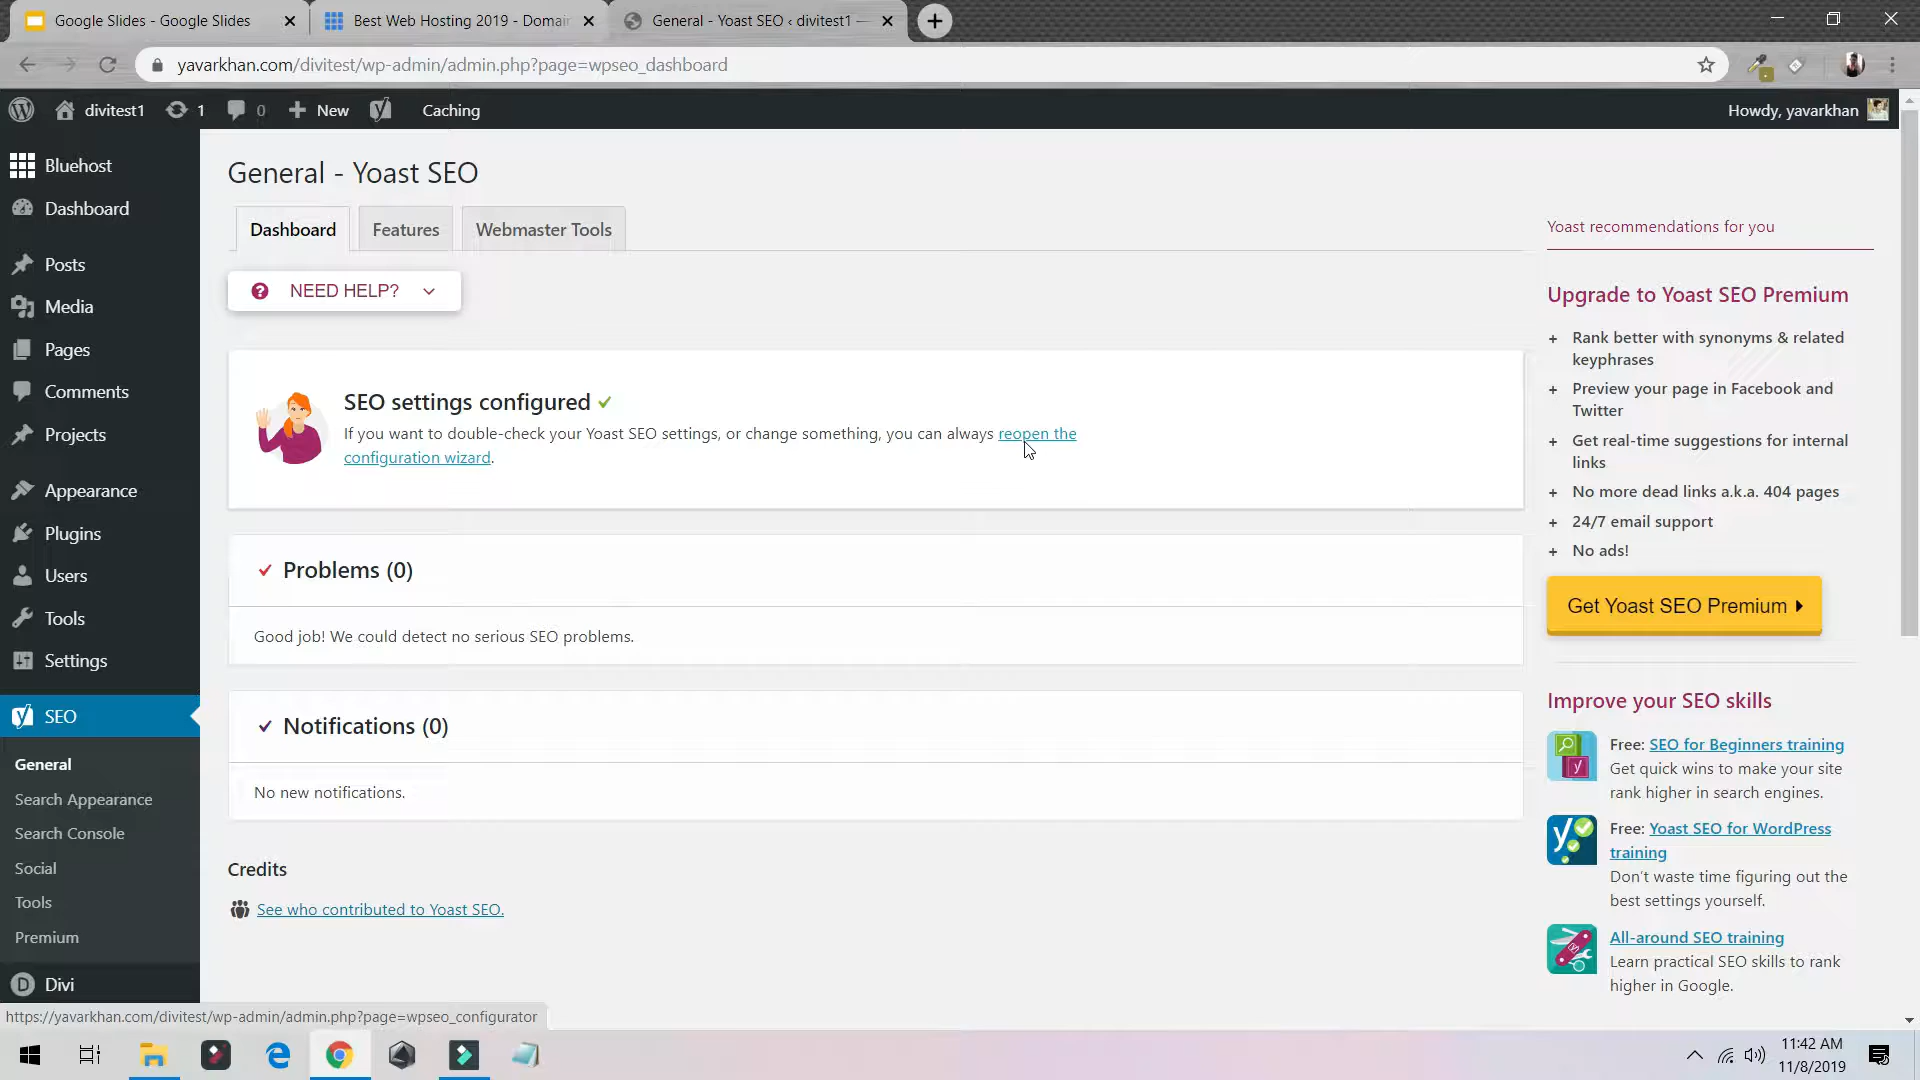 Google Slides - Google Slides
Best Web Hosting 2019 - Domai
General - Yoast SEO ‹ divitest1 —
yavarkhan.com/divitest/wp-admin/admin.php?page=wpseo_dashboard
divitest1
1
0
New
Caching
Howdy, yavarkhan
Bluehost
Dashboard
Posts
Media
Pages
Comments
Projects
Appearance
Plugins
Users
Tools
Settings
SEO
General
Search Appearance
Search Console
Social
Tools
Premium
Divi
General - Yoast SEO
Dashboard
Features
Webmaster Tools
NEED HELP?
SEO settings configured
If you want to double-check your Yoast SEO settings, or change something, you can always reopen the
configuration wizard.
Problems (0)
Good job! We could detect no serious SEO problems.
Notifications (0)
No new notifications.
Credits
See who contributed to Yoast SEO.
Yoast recommendations for you
Upgrade to Yoast SEO Premium
+ Rank better with synonyms & related
keyphrases
+ Preview your page in Facebook and
Twitter
+ Get real-time suggestions for internal
links
+ No more dead links a.k.a. 404 pages
+ 24/7 email support
+ No ads!
Get Yoast SEO Premium
Improve your SEO skills
Free: SEO for Beginners training
Get quick wins to make your site
rank higher in search engines.
Free: Yoast SEO for WordPress
training
Don’t waste time figuring out the
best settings yourself.
All-around SEO training
Learn practical SEO skills to rank
higher in Google.
https://yavarkhan.com/divitest/wp-admin/admin.php?page=wpseo_configurator
11:42 AM
11/8/2019